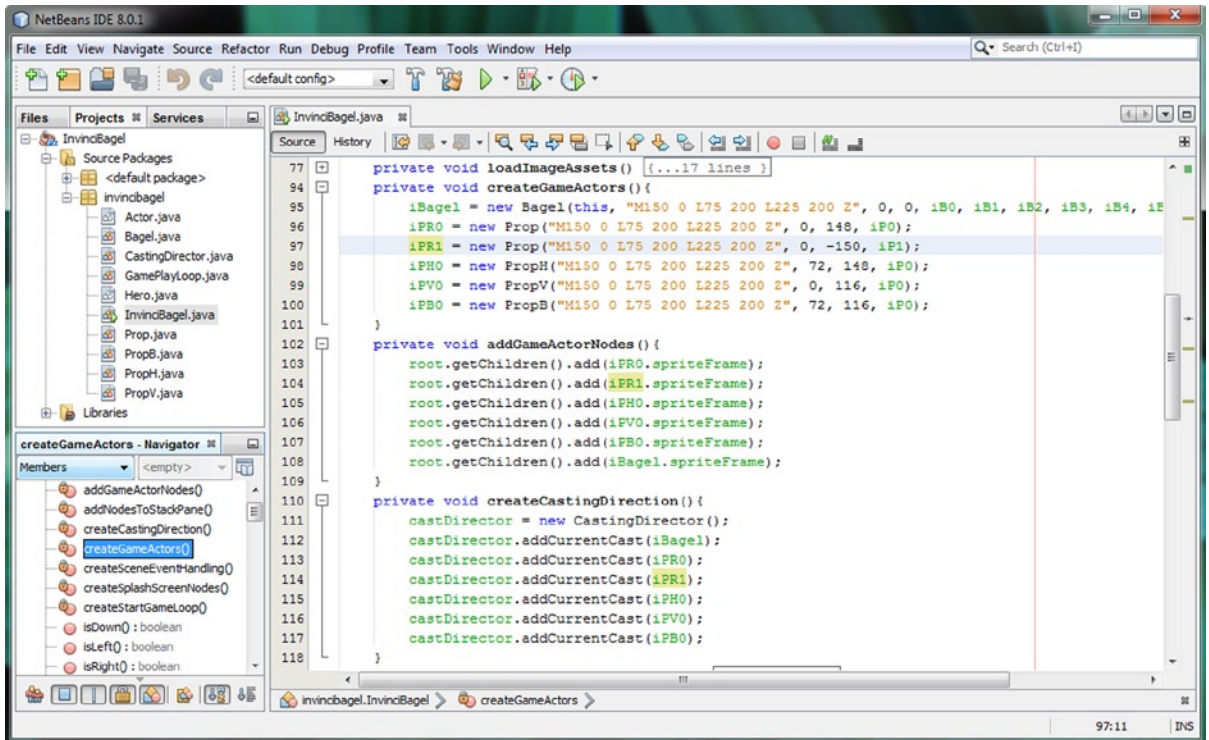 NetBeans IDE 8.0.1
File Edit View Navigate Source Refactor Run Debug Profile Team Tools Window Help
Search (Ctrl+I)
<default config>
Files Projects Services
InvinciBagel
Source Packages
<default package>
invincibagel
Actor.java
Bagel.java
CastingDirector.java
GamePlayLoop.java
Hero.java
InvinciBagel.java
Prop.java
PropB.java
PropH.java
PropV.java
Libraries
createGameActors - Navigator
Members <empty>
addGameActorNodes()
addNodesToStackPane()
createCastingDirection()
createGameActors()
createSceneEventHandling()
createSplashScreenNodes()
createStartGameLoop()
isDown() : boolean
isLeft() : boolean
isRight() : boolean
InvinciBagel.java
Source History
77 private void loadImageAssets() {...17 lines }
94 private void createGameActors(){
95 iBagel = new Bagel(this, "M150 0 L75 200 L225 200 Z", 0, 0, iB0, iB1, iB2, iB3, iB4, iB
96 iPR0 = new Prop("M150 0 L75 200 L225 200 Z", 0, 148, iP0);
97 iPR1 = new Prop("M150 0 L75 200 L225 200 Z", 0, -150, iP1);
98 iPH0 = new PropH("M150 0 L75 200 L225 200 Z", 72, 148, iP0);
99 iPV0 = new PropV("M150 0 L75 200 L225 200 Z", 0, 116, iP0);
100 iPB0 = new PropB("M150 0 L75 200 L225 200 Z", 72, 116, iP0);
101 }
102 private void addGameActorNodes(){
103 root.getChildren().add(iPR0.spriteFrame);
104 root.getChildren().add(iPR1.spriteFrame);
105 root.getChildren().add(iPH0.spriteFrame);
106 root.getChildren().add(iPV0.spriteFrame);
107 root.getChildren().add(iPB0.spriteFrame);
108 root.getChildren().add(iBagel.spriteFrame);
109 }
110 private void createCastingDirection(){
111 castDirector = new CastingDirector();
112 castDirector.addCurrentCast(iBagel);
113 castDirector.addCurrentCast(iPR0);
114 castDirector.addCurrentCast(iPR1);
115 castDirector.addCurrentCast(iPH0);
116 castDirector.addCurrentCast(iPV0);
117 castDirector.addCurrentCast(iPB0);
118 }
invincibagel.InvinciBagel createGameActors
97:11 INS